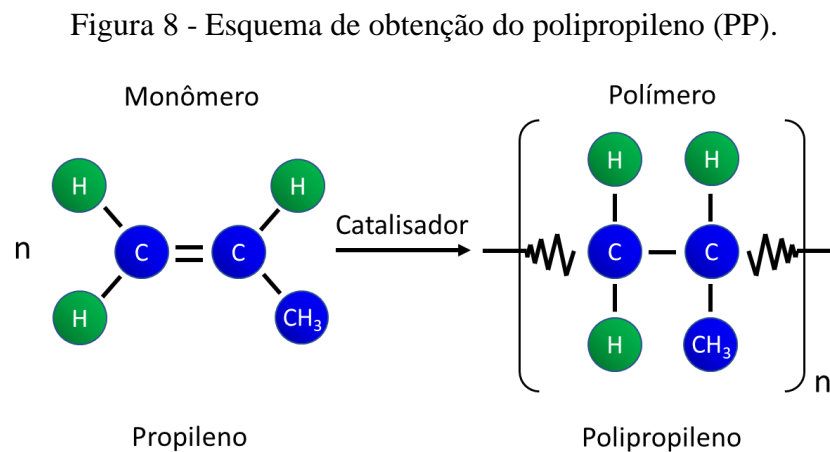 Figura 8 - Esquema de obtenção do polipropileno (PP).
Monômero
Polímero
H
H
H
H
Catalisador
n
C
C
C
C
H
CH₃
H
CH₃
n
Propileno
Polipropileno